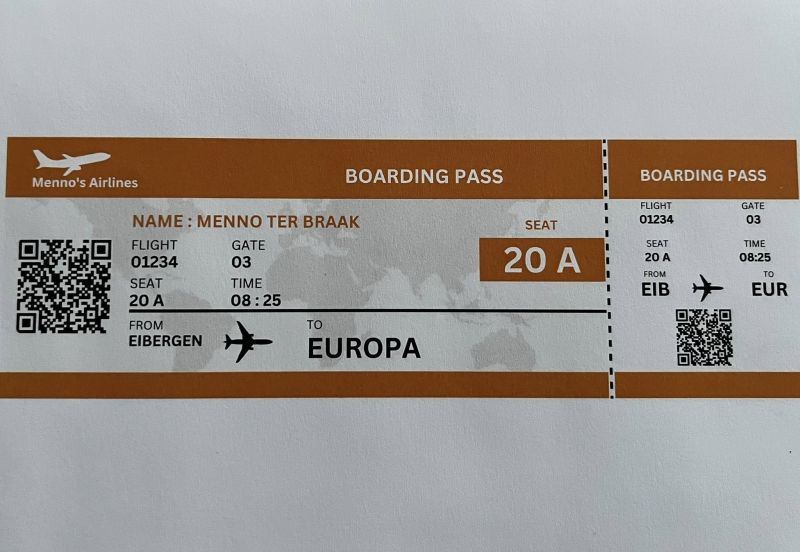 Menno's Airlines
BOARDING PASS
NAME : MENNO TER BRAAK
FLIGHT GATE
01234 03
SEAT TIME
20 A 08 : 25
SEAT
20 A
FROM TO
EIBERGEN EUROPA
BOARDING PASS
FLIGHT GATE
01234 03
SEAT TIME
20 A 08:25
FROM TO
EIB EUR